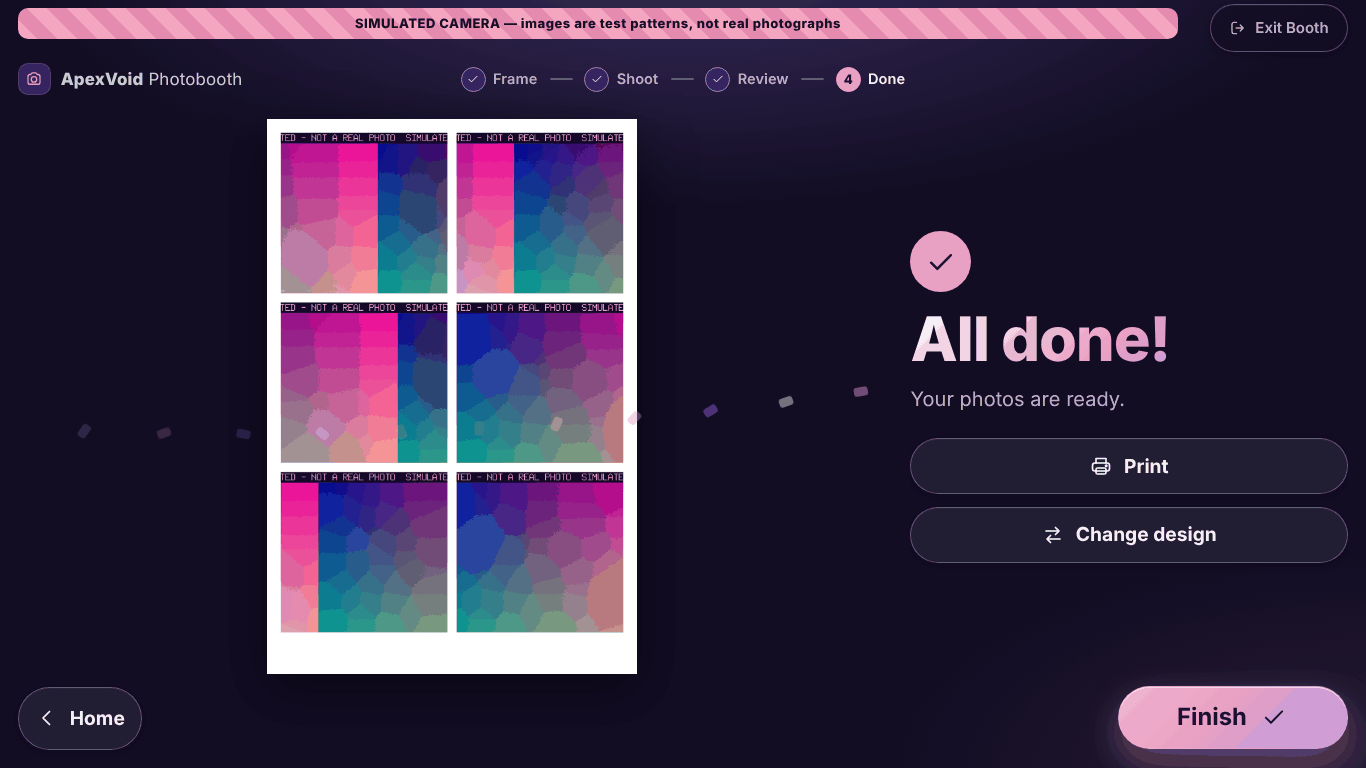 SIMULATED CAMERA — images are test patterns, not real photographs
Exit Booth
ApexVoid Photobooth
Frame
Shoot
Review
4 Done
TED - NOT A REAL PHOTO SIMULATE
TED - NOT A REAL PHOTO SIMULATE
TED - NOT A REAL PHOTO SIMULATE
TED - NOT A REAL PHOTO SIMULATE
TED - NOT A REAL PHOTO SIMULATE
TED - NOT A REAL PHOTO SIMULATE
All done!
Your photos are ready.
Print
Change design
Home
Finish